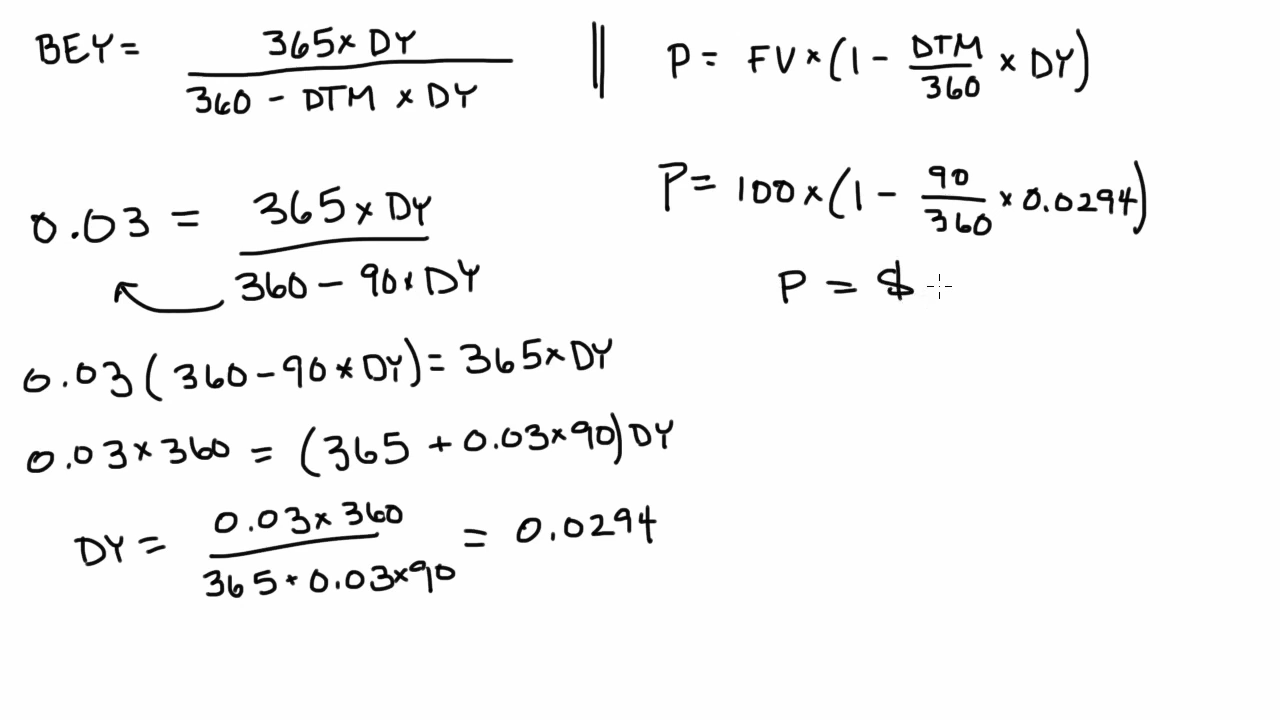 BEY = 365 × DY / 360 - DTM × DY
0.03 = 365 × DY / 360 - 90 × DY
0.03 (360 - 90 * DY) = 365 × DY
0.03 × 360 = (365 + 0.03 × 90) DY
DY = 0.03 × 360 / 365 + 0.03 × 90 = 0.0294
P = FV × (1 - DTM / 360 × DY)
P = 100 × (1 - 90 / 360 × 0.0294)
P = $